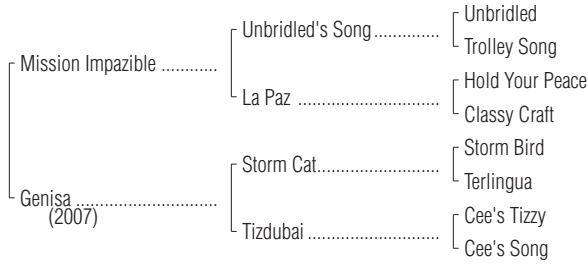 Unbridled
Unbridled's Song
Trolley Song
Mission Impazible
Hold Your Peace
La Paz
Classy Craft
Storm Bird
Storm Cat
Terlingua
Genisa
(2007)
Cee's Tizzy
Tizdubai
Cee's Song